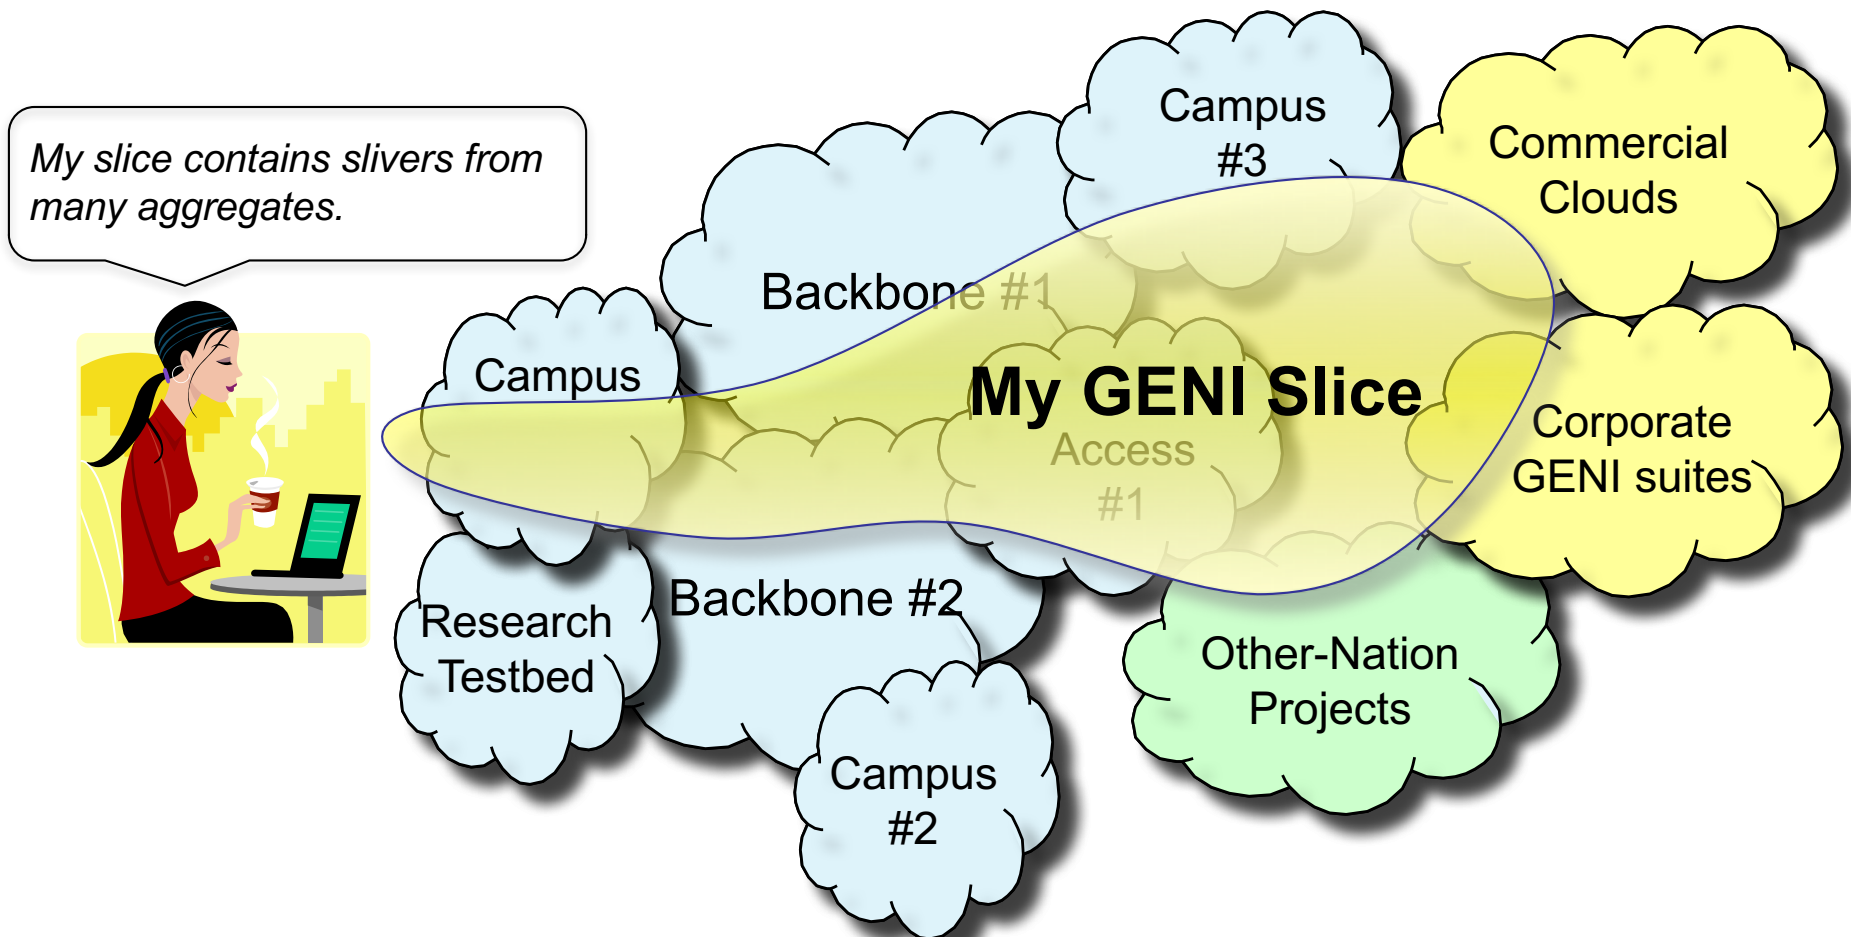 My slice contains slivers from
many aggregates.
Campus
#3
Commercial
Clouds
Backbone #1
Campus
My GENI Slice
Access
#1
Corporate
GENI suites
Backbone #2
Research
Testbed
Other-Nation
Projects
Campus
#2